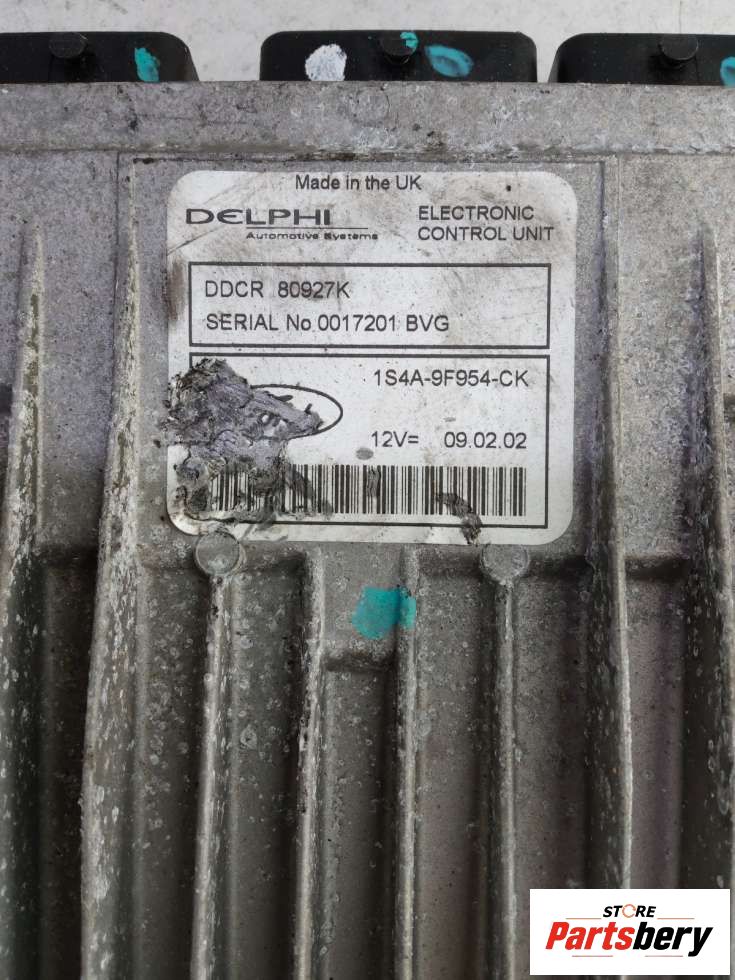 Made in the UK
DELPHI
Automotive Systems
ELECTRONIC
CONTROL UNIT
DDCR 80927K
SERIAL No. 0017201 BVG
1S4A-9F954-CK
12V= 09.02.02
STORE
Partsbery